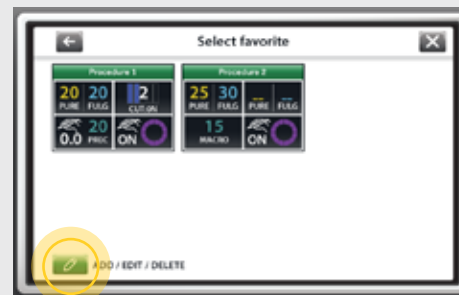 Select favorite
Procedure 1
Procedure 2
20 20 2
PURE FULG CUT: ON
25 30 -- --
PURE FULG PURE FULG
0.0 20 ON
PREC
15 ON
MACRO
ADD / EDIT / DELETE